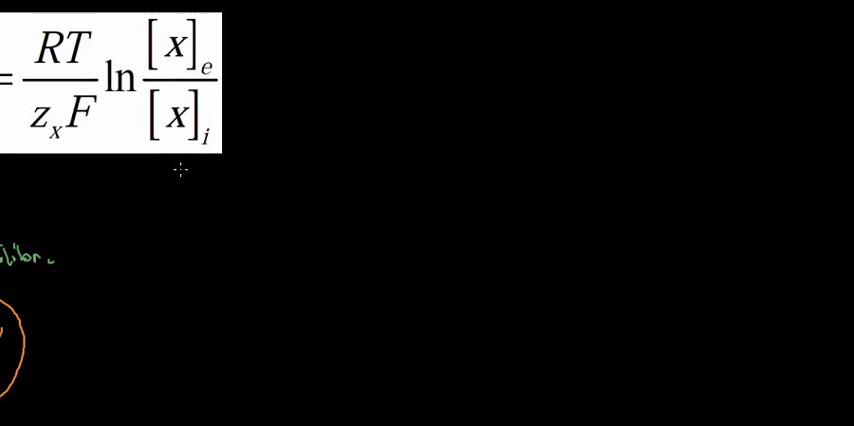 = RT / z_x F ln [x]_e / [x]_i